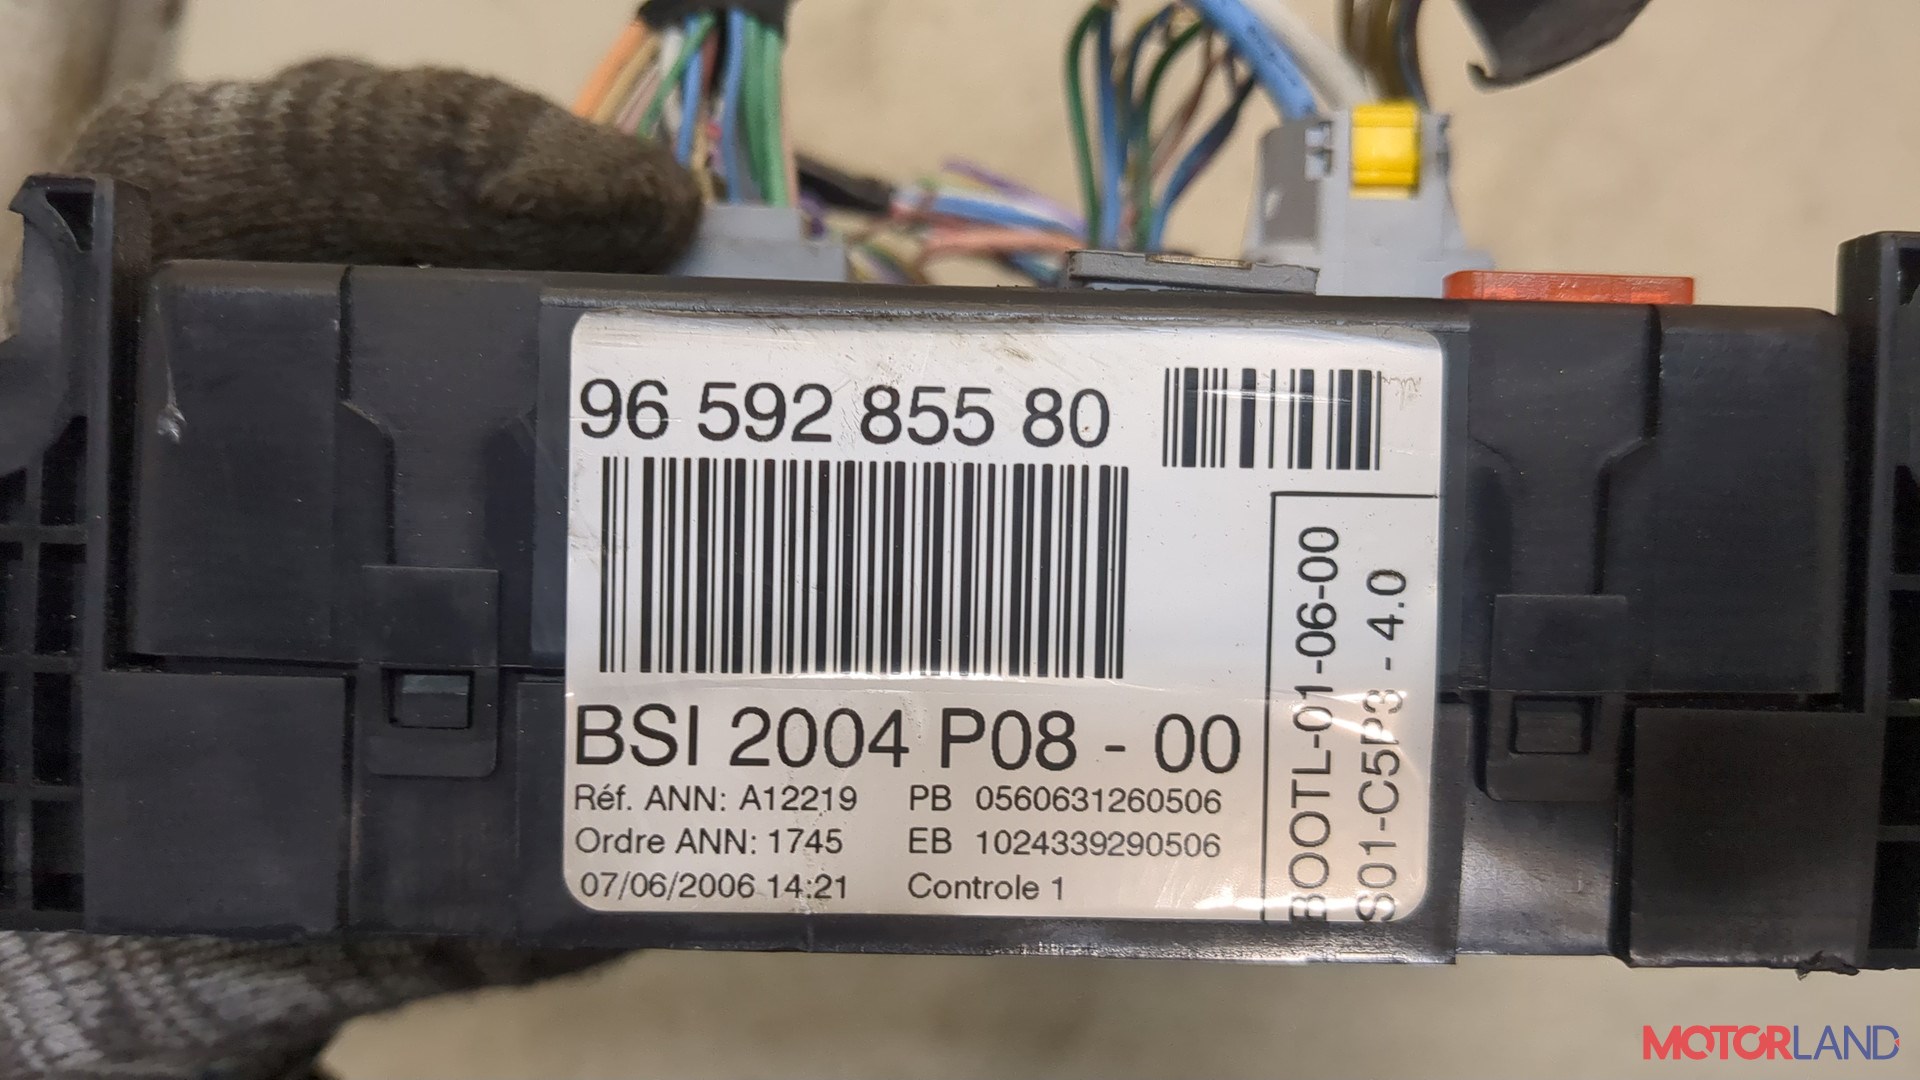 96 592 855 80
BSI 2004 P08 - 00
Réf. ANN: A12219 PB 0560631260506
Ordre ANN: 1745 EB 1024339290506
07/06/2006 14:21 Controle 1
BOOTL-01-06-00
S01-C5P3 - 4.0
MOTORLAND